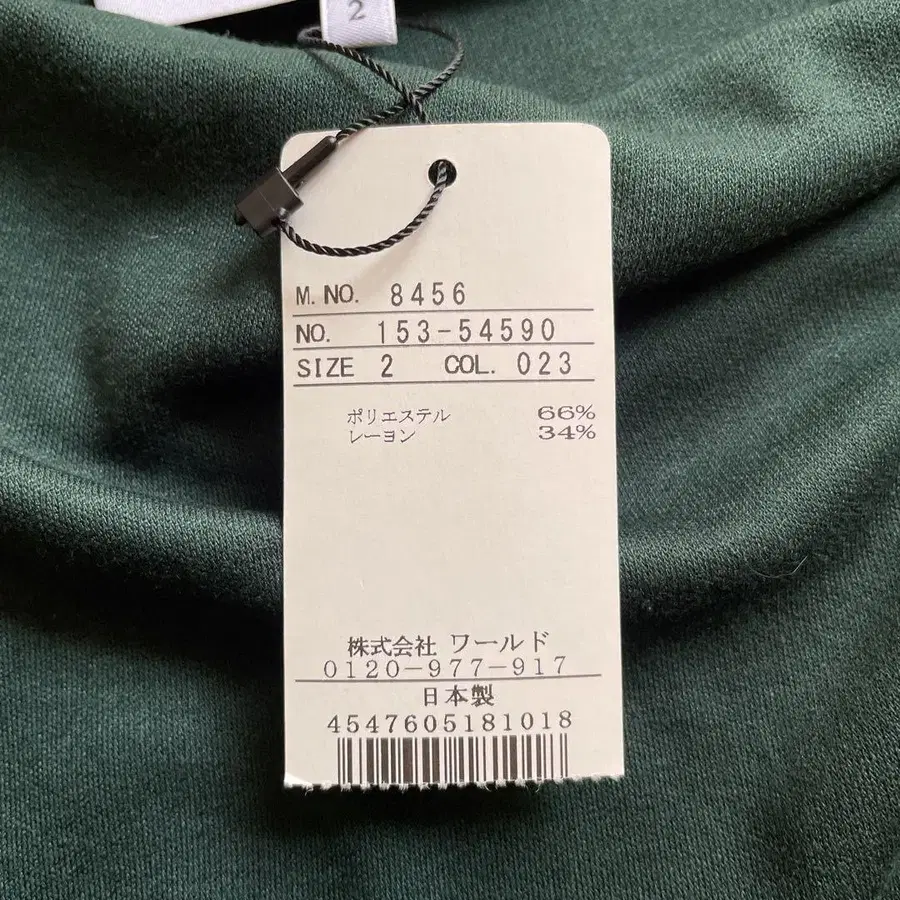 2
M. NO. 8456
NO. 153-54590
SIZE 2 COL. 023
ポリエステル 66%
レーヨン 34%
株式会社 ワールド
0120-977-917
日本製
4547605181018